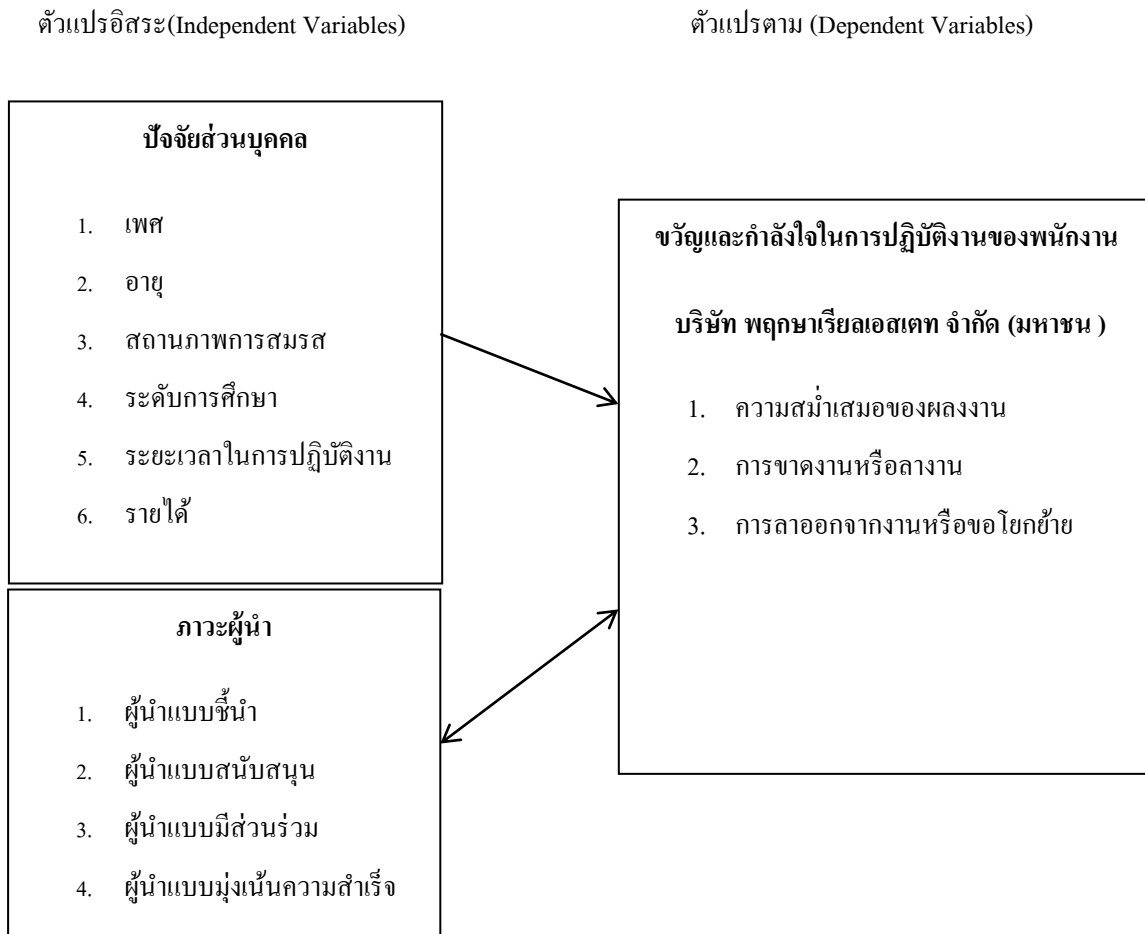 ตัวแปรอิสระ(Independent Variables)
ตัวแปรตาม (Dependent Variables)
ปัจจัยส่วนบุคคล
1. เพศ
2. อายุ
3. สถานภาพการสมรส
4. ระดับการศึกษา
5. ระยะเวลาในการปฏิบัติงาน
6. รายได้
ขวัญและกำลังใจในการปฏิบัติงานของพนักงาน
บริษัท พฤกษาเรียลเอสเตท จำกัด (มหาชน )
1. ความสม่ำเสมอของผลงงาน
2. การขาดงานหรือลางาน
3. การลาออกจากงานหรือขอโยกย้าย
ภาวะผู้นำ
1. ผู้นำแบบชี้นำ
2. ผู้นำแบบสนับสนุน
3. ผู้นำแบบมีส่วนร่วม
4. ผู้นำแบบมุ่งเน้นความสำเร็จ